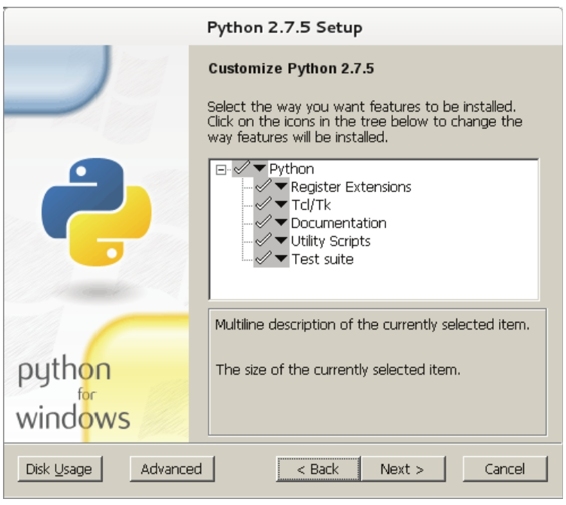 Python 2.7.5 Setup
Customize Python 2.7.5
Select the way you want features to be installed.
Click on the icons in the tree below to change the
way features will be installed.
Python
Register Extensions
Tcl/Tk
Documentation
Utility Scripts
Test suite
Multiline description of the currently selected item.
The size of the currently selected item.
python
for
windows
Disk Usage
Advanced
< Back
Next >
Cancel